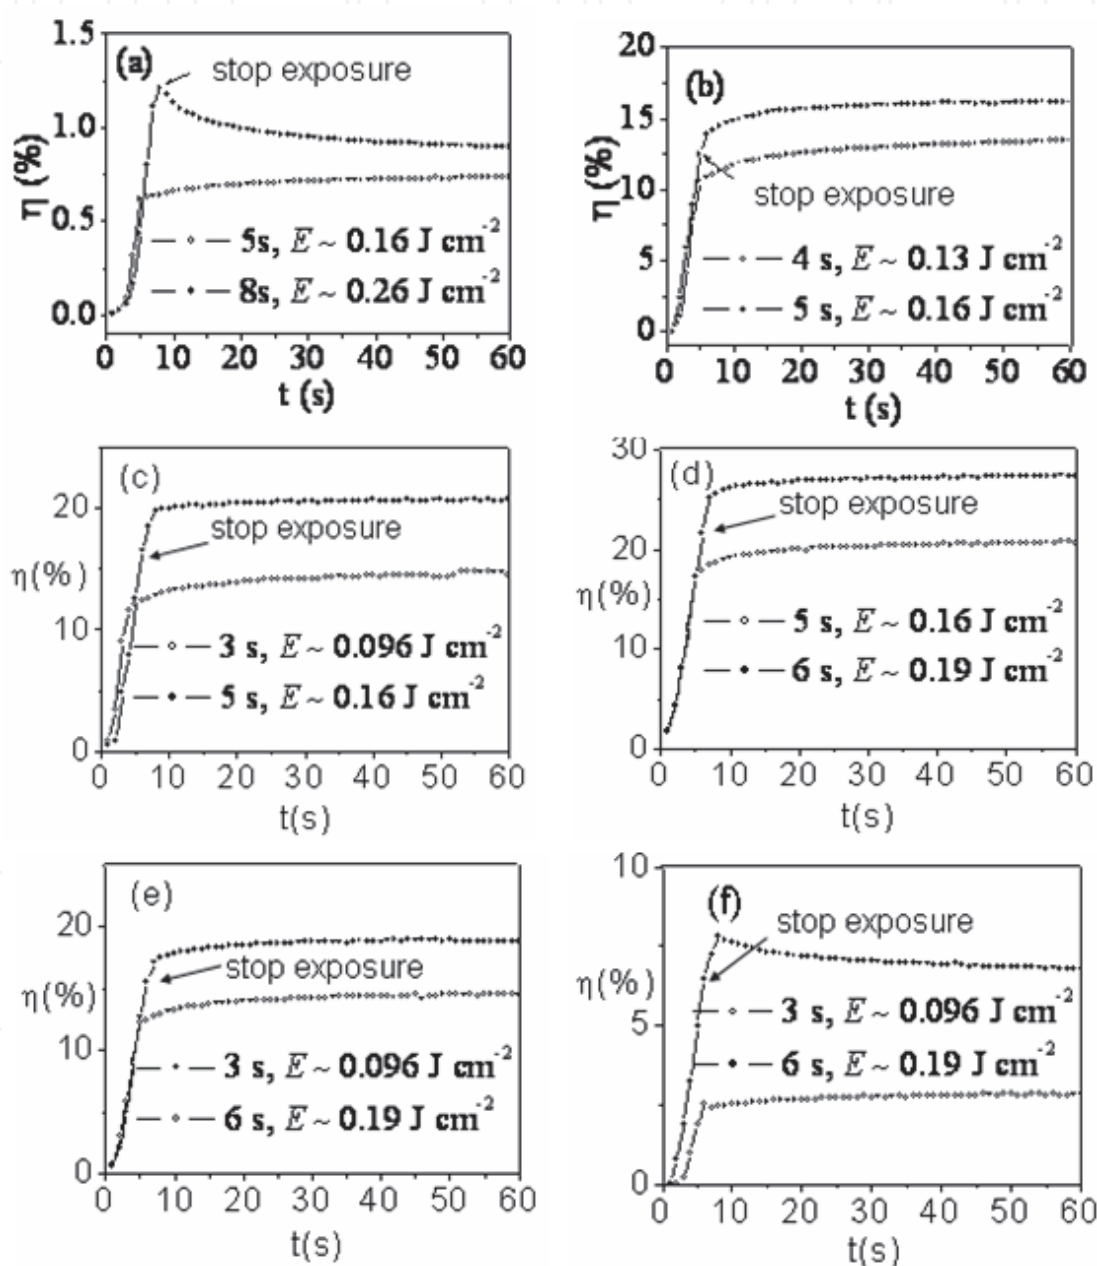 1.5
(a)
stop exposure
1.0
η (%)
0.5
5s, E ~ 0.16 J cm-2
8s, E ~ 0.26 J cm-2
0.0
0 10 20 30 40 50 60
t (s)
20
(b)
15
η (%)
10
stop exposure
5
4 s, E ~ 0.13 J cm-2
5 s, E ~ 0.16 J cm-2
0
0 10 20 30 40 50 60
t (s)
(c)
20
stop exposure
η(%)
10
3 s, E ~ 0.096 J cm-2
5 s, E ~ 0.16 J cm-2
0
0 10 20 30 40 50 60
t(s)
30
(d)
stop exposure
20
η(%)
5 s, E ~ 0.16 J cm-2
10
6 s, E ~ 0.19 J cm-2
0
0 10 20 30 40 50 60
t(s)
(e)
20
stop exposure
η(%)
10
3 s, E ~ 0.096 J cm-2
6 s, E ~ 0.19 J cm-2
0
0 10 20 30 40 50 60
t(s)
10
(f)
stop exposure
η(%)
5
3 s, E ~ 0.096 J cm-2
6 s, E ~ 0.19 J cm-2
0
0 10 20 30 40 50 60
t(s)